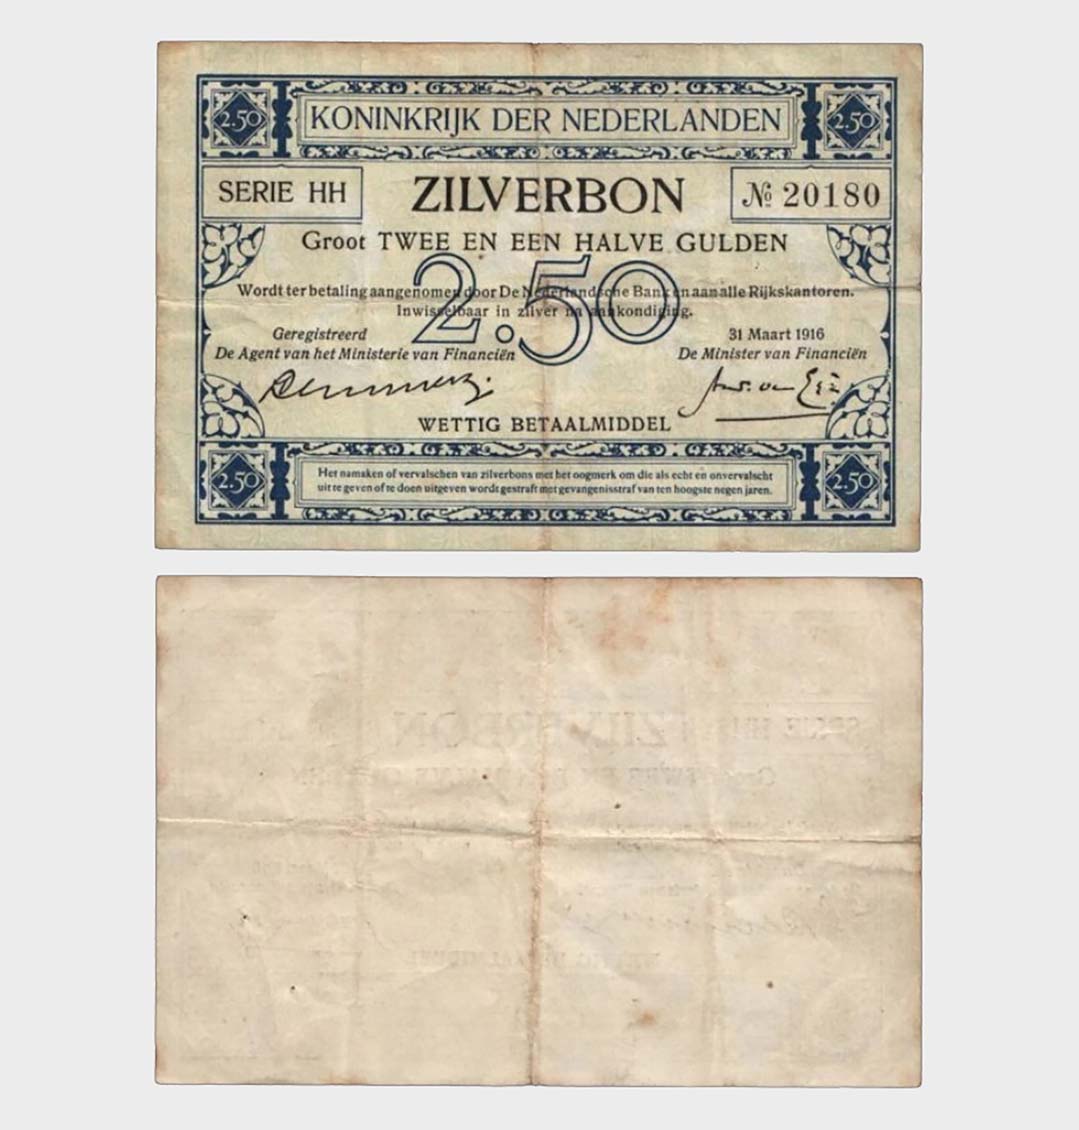 2.50 KONINKRIJK DER NEDERLANDEN 2.50
SERIE HH ZILVERBON № 20180
Groot TWEE EN EEN HALVE GULDEN
2.50
Wordt ter betaling aangenomen door De Nederlandsche Bank en aan alle Rijkskantoren.
Inwisselbaar in zilver na aankondiging.
Geregistreerd 31 Maart 1916
De Agent van het Ministerie van Financiën De Minister van Financiën
WETTIG BETAALMIDDEL
2.50 Het namaken of vervalschen van zilverbons met het oogmerk om die als echt en onvervalscht 2.50
uit te geven of te doen uitgeven wordt gestraft met gevangenisstraf van ten hoogste negen jaren.